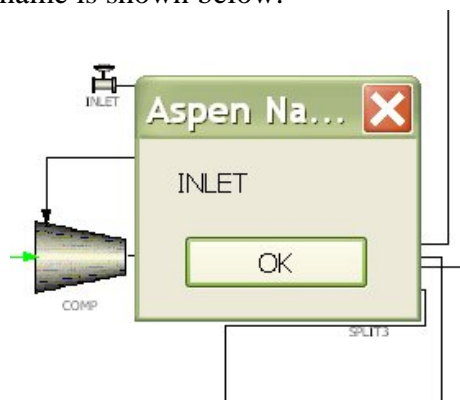 name is shown below:
INLET
Aspen Na...
INLET
OK
COMP
SPLIT3